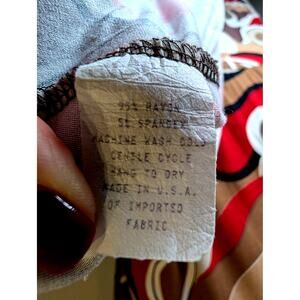 95% RAYON
5% SPANDEX
MACHINE WASH COLD
GENTLE CYCLE
HANG TO DRY
MADE IN U.S.A.
OF IMPORTED
FABRIC